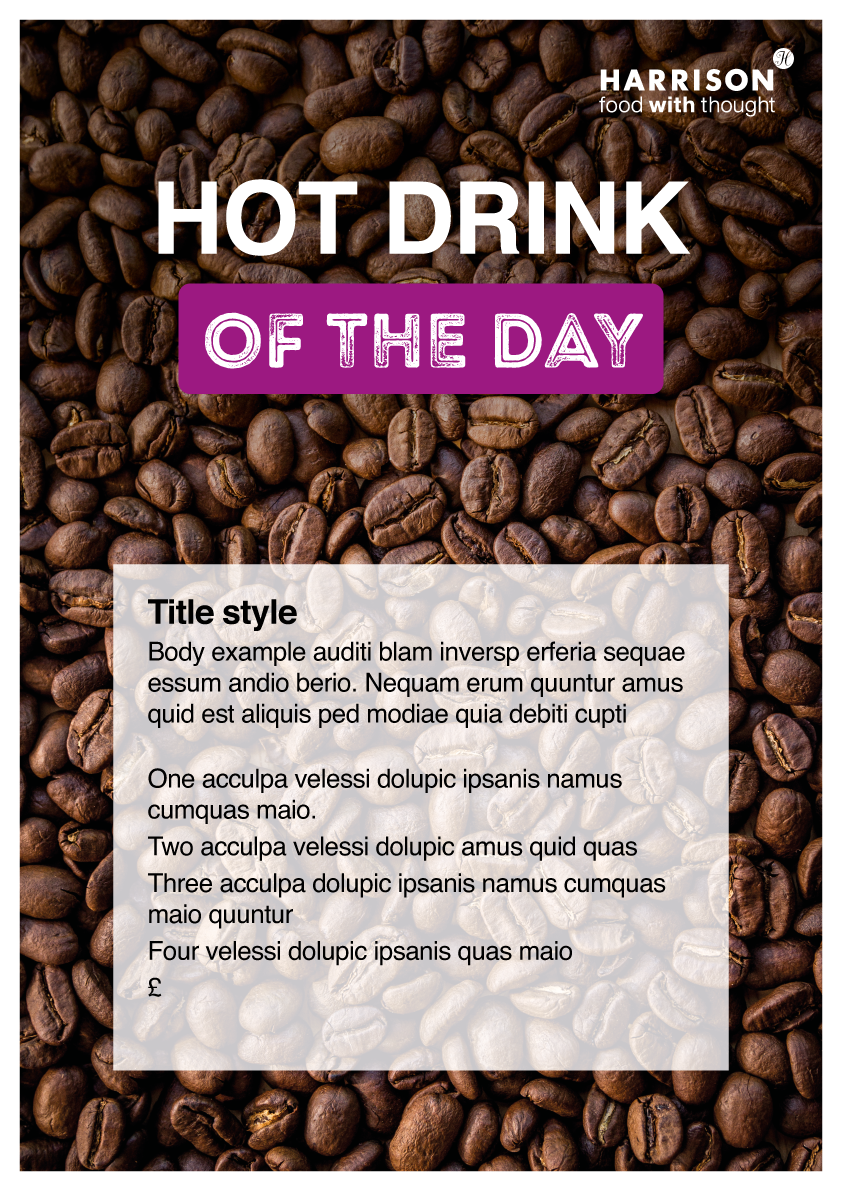 H
HARRISON
food with thought
HOT DRINK
OF THE DAY
Title style
Body example auditi blam inversp erferia sequae
essum andio berio. Nequam erum quuntur amus
quid est aliquis ped modiae quia debiti cupti
One acculpa velessi dolupic ipsanis namus
cumquas maio.
Two acculpa velessi dolupic amus quid quas
Three acculpa dolupic ipsanis namus cumquas
maio quuntur
Four velessi dolupic ipsanis quas maio
£